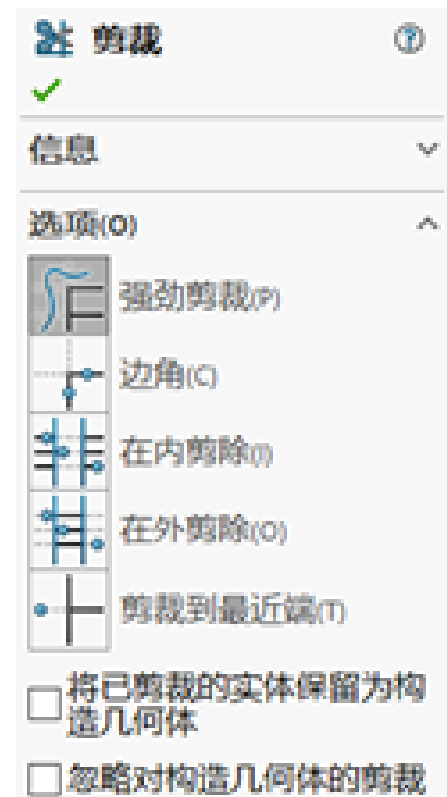 剪裁
信息
选项(O)
强劲剪裁(P)
边角(C)
在内剪除(I)
在外剪除(O)
剪裁到最近端(T)
将已剪裁的实体保留为构
造几何体
忽略对构造几何体的剪裁